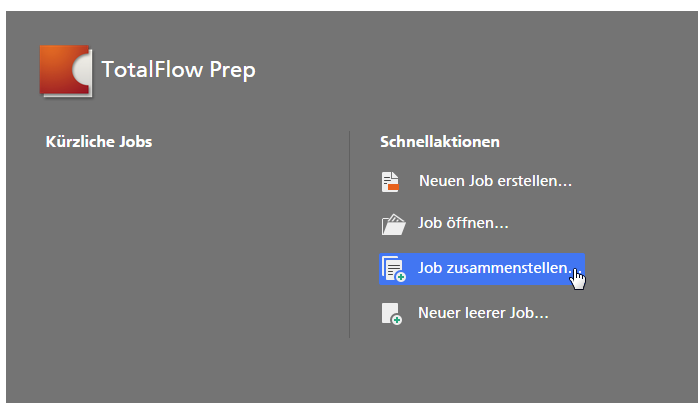 TotalFlow Prep
Kürzliche Jobs
Schnellaktionen
Neuen Job erstellen...
Job öffnen...
Job zusammenstellen...
Neuer leerer Job...